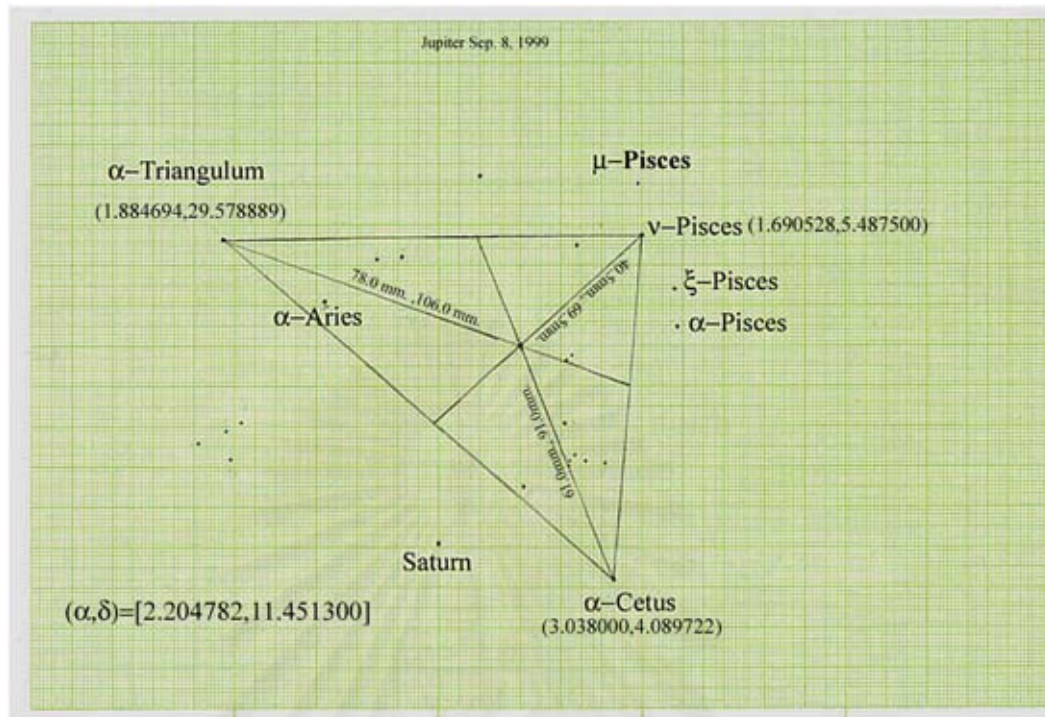 Jupiter Sep. 8, 1999
α–Triangulum
(1.884694,29.578889)
μ–Pisces
ν–Pisces (1.690528,5.487500)
ξ–Pisces
α–Pisces
α–Aries
78.0 mm. ,106.0 mm.
40.5mm., 69.5mm.
61.0mm., 91.0mm.
Saturn
α–Cetus
(3.038000,4.089722)
(α,δ)=[2.204782,11.451300]